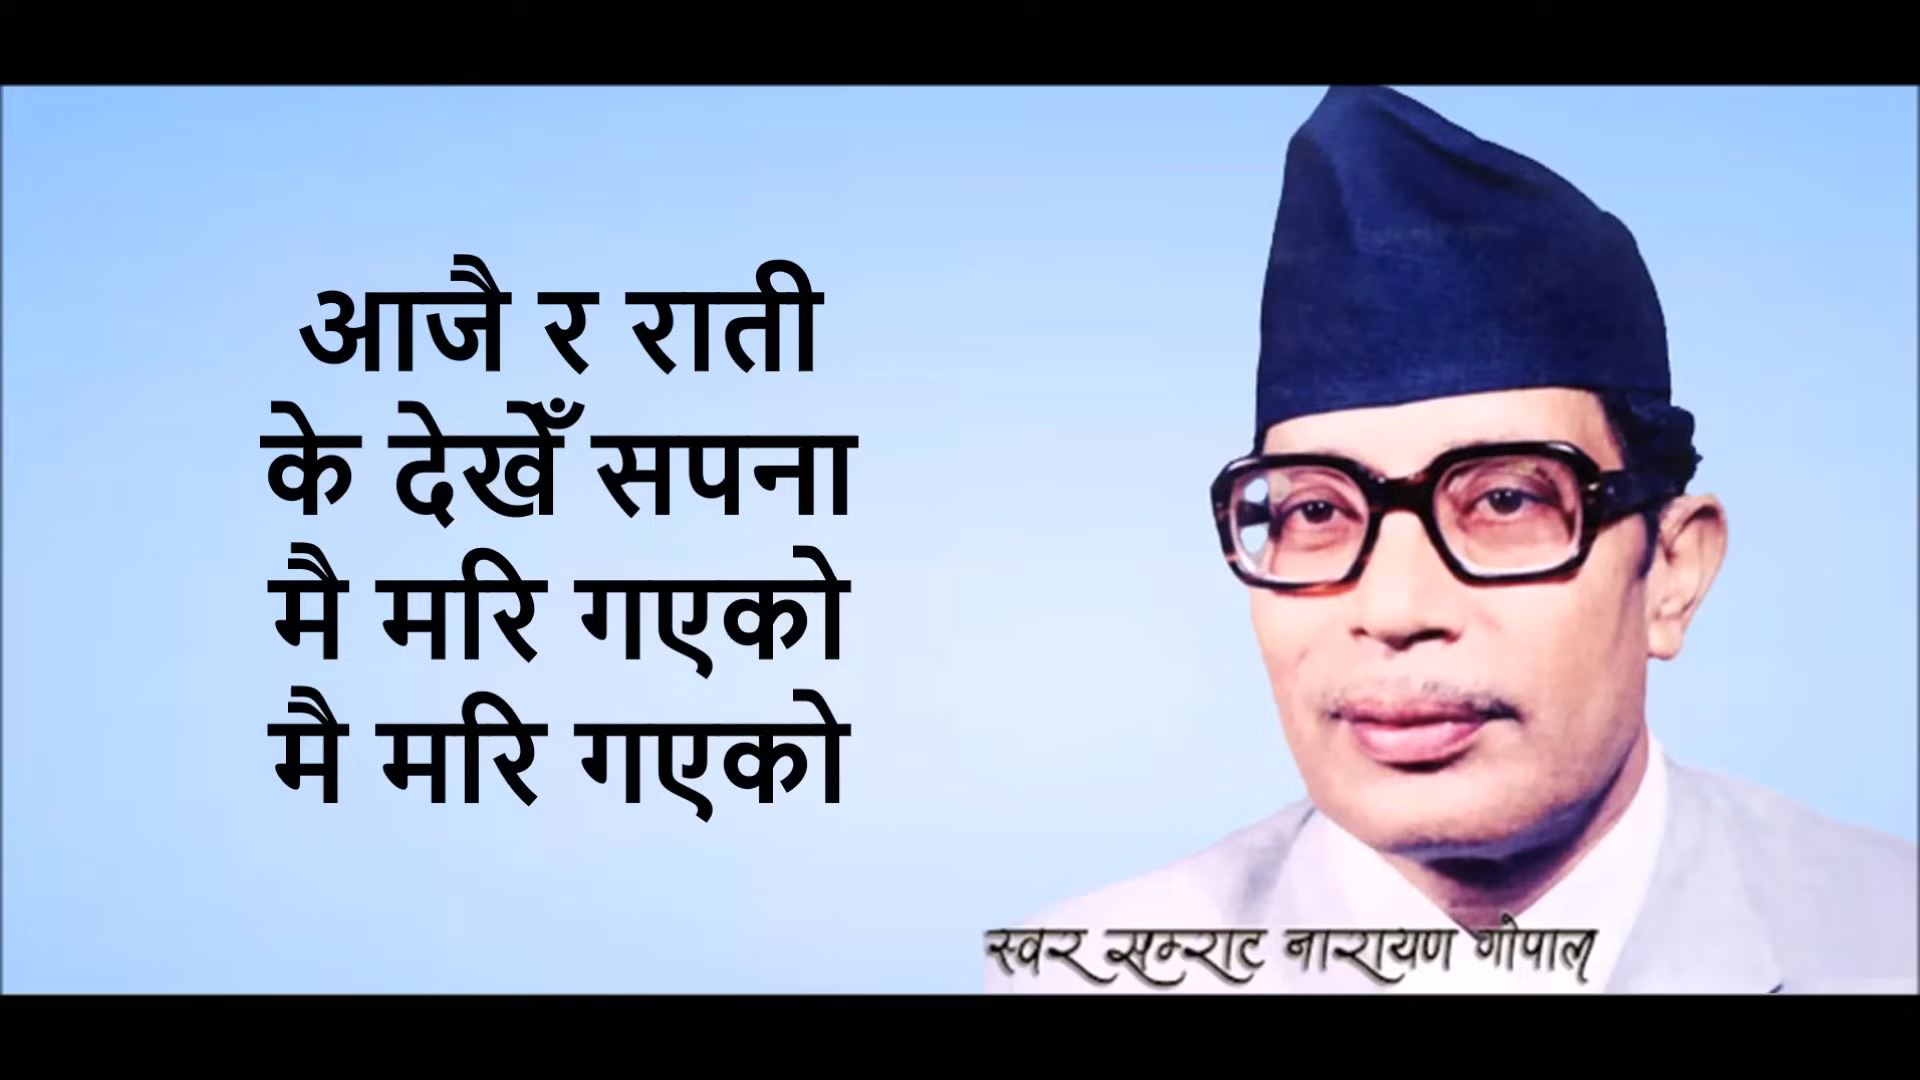 आजै र राती
के देखेँ सपना
मै मरि गएको
मै मरि गएको
स्वर सम्राट नारायण गोपाल